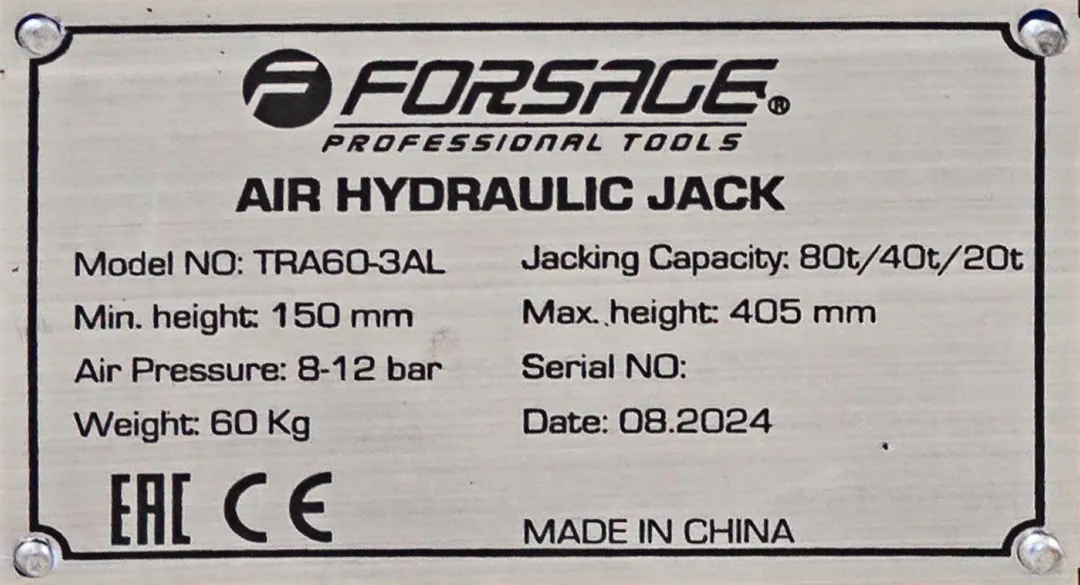 FORSAGE®
PROFESSIONAL TOOLS
AIR HYDRAULIC JACK
Model NO: TRA60-3AL
Jacking Capacity: 80t/40t/20t
Min. height: 150 mm
Max. height: 405 mm
Air Pressure: 8-12 bar
Serial NO:
Weight: 60 Kg
Date: 08.2024
EAC CE
MADE IN CHINA